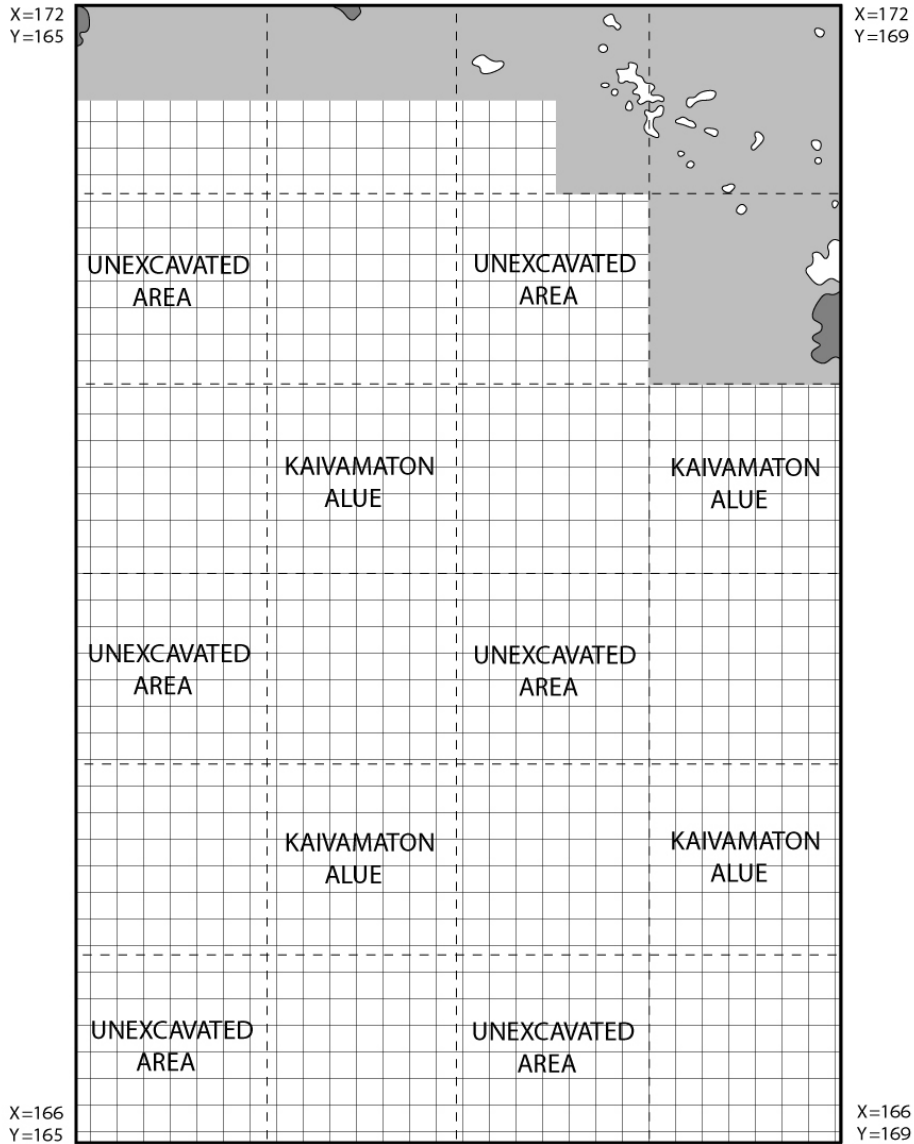 X=172
Y=165
X=172
Y=169
UNEXCAVATED
AREA
UNEXCAVATED
AREA
KAIVAMATON
ALUE
KAIVAMATON
ALUE
UNEXCAVATED
AREA
UNEXCAVATED
AREA
KAIVAMATON
ALUE
KAIVAMATON
ALUE
UNEXCAVATED
AREA
UNEXCAVATED
AREA
X=166
Y=165
X=166
Y=169